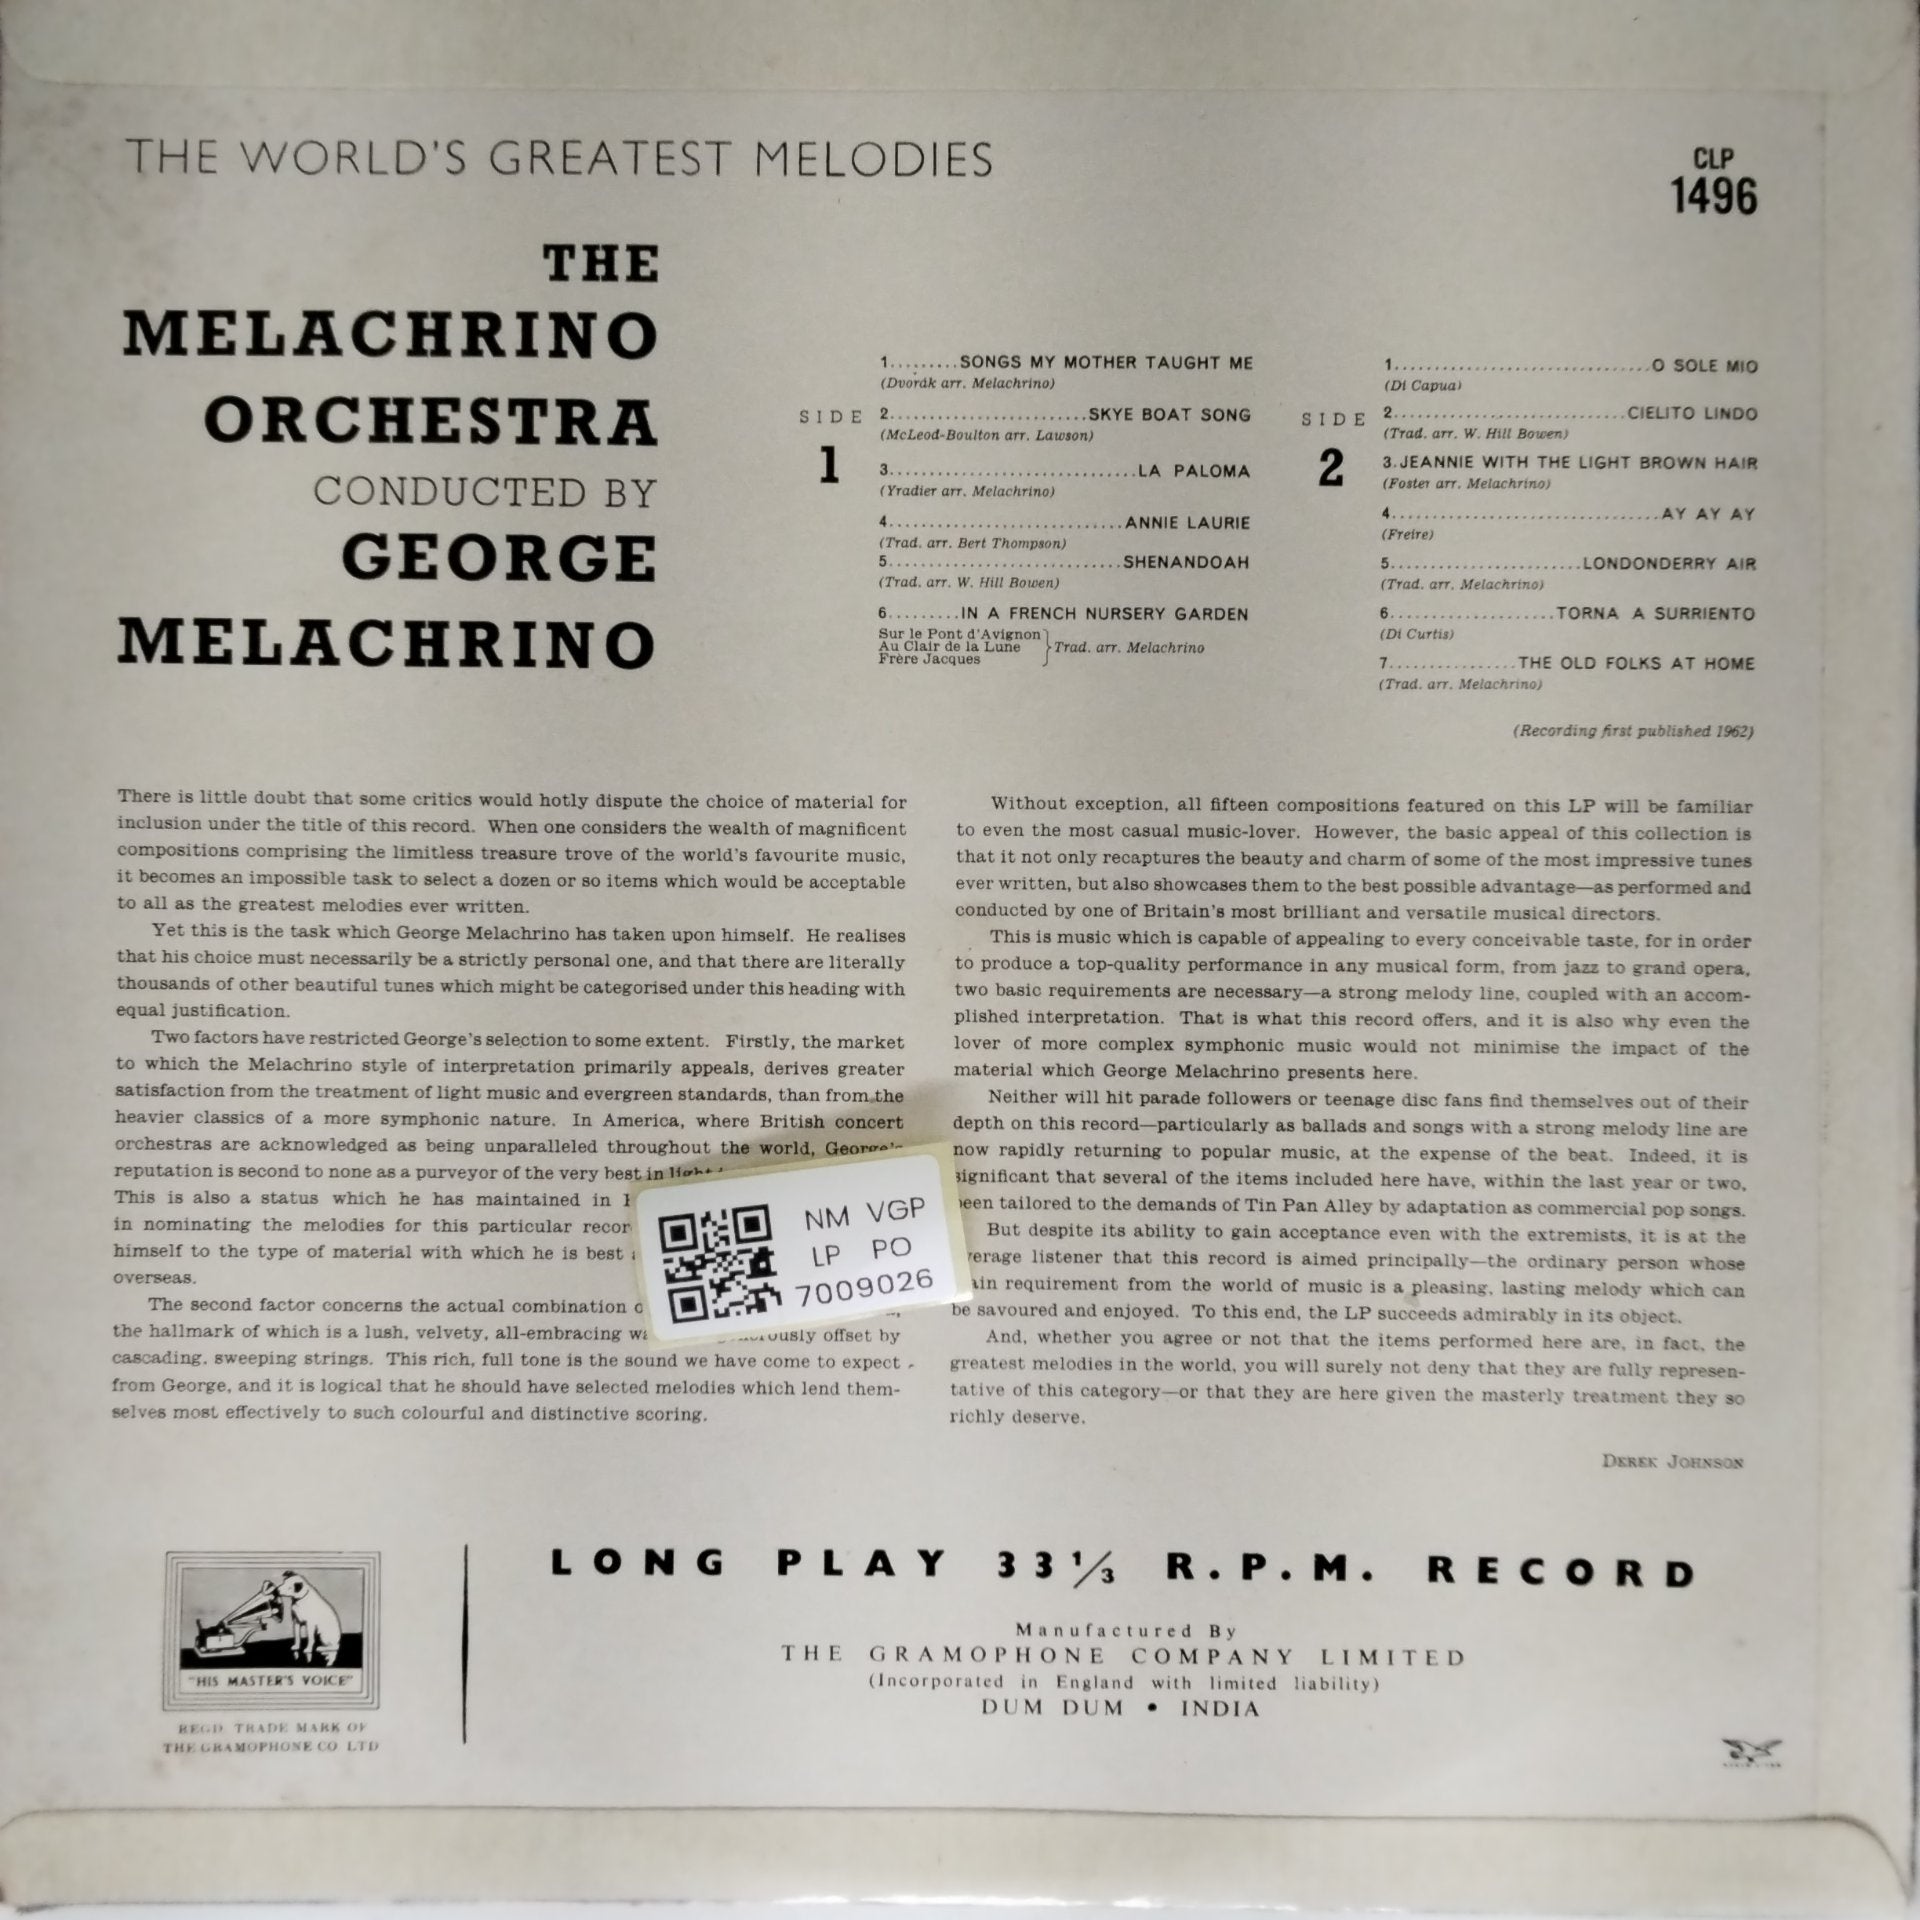 THE WORLD'S GREATEST MELODIES
CLP
1496
THE
MELACHRINO
ORCHESTRA
CONDUCTED BY
GEORGE
MELACHRINO
SIDE
1
1.........SONGS MY MOTHER TAUGHT ME
(Dvorák arr. Melachrino)
2..........................SKYE BOAT SONG
(McLeod-Boulton arr. Lawson)
3................................LA PALOMA
(Yradier arr. Melachrino)
4..............................ANNIE LAURIE
(Trad. arr. Bert Thompson)
5..............................SHENANDOAH
(Trad. arr. W. Hill Bowen)
6.........IN A FRENCH NURSERY GARDEN
Sur le Pont d'Avignon
Au Clair de la Lune
Frère Jacques
} Trad. arr. Melachrino
SIDE
2
1.................................O SOLE MIO
(Di Capua)
2...............................CIELITO LINDO
(Trad. arr. W. Hill Bowen)
3.JEANNIE WITH THE LIGHT BROWN HAIR
(Foster arr. Melachrino)
4...................................AY AY AY
(Freire)
5........................LONDONDERRY AIR
(Trad. arr. Melachrino)
6.....................TORNA A SURRIENTO
(Di Curtis)
7................THE OLD FOLKS AT HOME
(Trad. arr. Melachrino)
(Recording first published 1962)
There is little doubt that some critics would hotly dispute the choice of material for
inclusion under the title of this record. When one considers the wealth of magnificent
compositions comprising the limitless treasure trove of the world's favourite music,
it becomes an impossible task to select a dozen or so items which would be acceptable
to all as the greatest melodies ever written.
Yet this is the task which George Melachrino has taken upon himself. He realises
that his choice must necessarily be a strictly personal one, and that there are literally
thousands of other beautiful tunes which might be categorised under this heading with
equal justification.
Two factors have restricted George's selection to some extent. Firstly, the market
to which the Melachrino style of interpretation primarily appeals, derives greater
satisfaction from the treatment of light music and evergreen standards, than from the
heavier classics of a more symphonic nature. In America, where British concert
orchestras are acknowledged as being unparalleled throughout the world, George's
reputation is second to none as a purveyor of the very best in light
This is also a status which he has maintained in
in nominating the melodies for this particular recor
himself to the type of material with which he is best
overseas.
The second factor concerns the actual combination
the hallmark of which is a lush, velvety, all-embracing offset by
cascading, sweeping strings. This rich, full tone is the sound we have come to expect
from George, and it is logical that he should have selected melodies which lend them-
selves most effectively to such colourful and distinctive scoring.
Without exception, all fifteen compositions featured on this LP will be familiar
to even the most casual music-lover. However, the basic appeal of this collection is
that it not only recaptures the beauty and charm of some of the most impressive tunes
ever written, but also showcases them to the best possible advantage—as performed and
conducted by one of Britain's most brilliant and versatile musical directors.
This is music which is capable of appealing to every conceivable taste, for in order
to produce a top-quality performance in any musical form, from jazz to grand opera,
two basic requirements are necessary—a strong melody line, coupled with an accom-
plished interpretation. That is what this record offers, and it is also why even the
lover of more complex symphonic music would not minimise the impact of the
material which George Melachrino presents here.
Neither will hit parade followers or teenage disc fans find themselves out of their
depth on this record—particularly as ballads and songs with a strong melody line are
now rapidly returning to popular music, at the expense of the beat. Indeed, it is
significant that several of the items included here have, within the last year or two,
been tailored to the demands of Tin Pan Alley by adaptation as commercial pop songs.
But despite its ability to gain acceptance even with the extremists, it is at the
verage listener that this record is aimed principally—the ordinary person whose
ain requirement from the world of music is a pleasing, lasting melody which can
be savoured and enjoyed. To this end, the LP succeeds admirably in its object.
And, whether you agree or not that the items performed here are, in fact, the
greatest melodies in the world, you will surely not deny that they are fully represen-
tative of this category—or that they are here given the masterly treatment they so
richly deserve.
DEREK JOHNSON
NM VGP
LP PO
7009026
"HIS MASTER'S VOICE"
REGD. TRADE MARK OF
THE GRAMOPHONE CO LTD
LONG PLAY 33⅓ R.P.M. RECORD
Manufactured By
THE GRAMOPHONE COMPANY LIMITED
(Incorporated in England with limited liability)
DUM DUM • INDIA